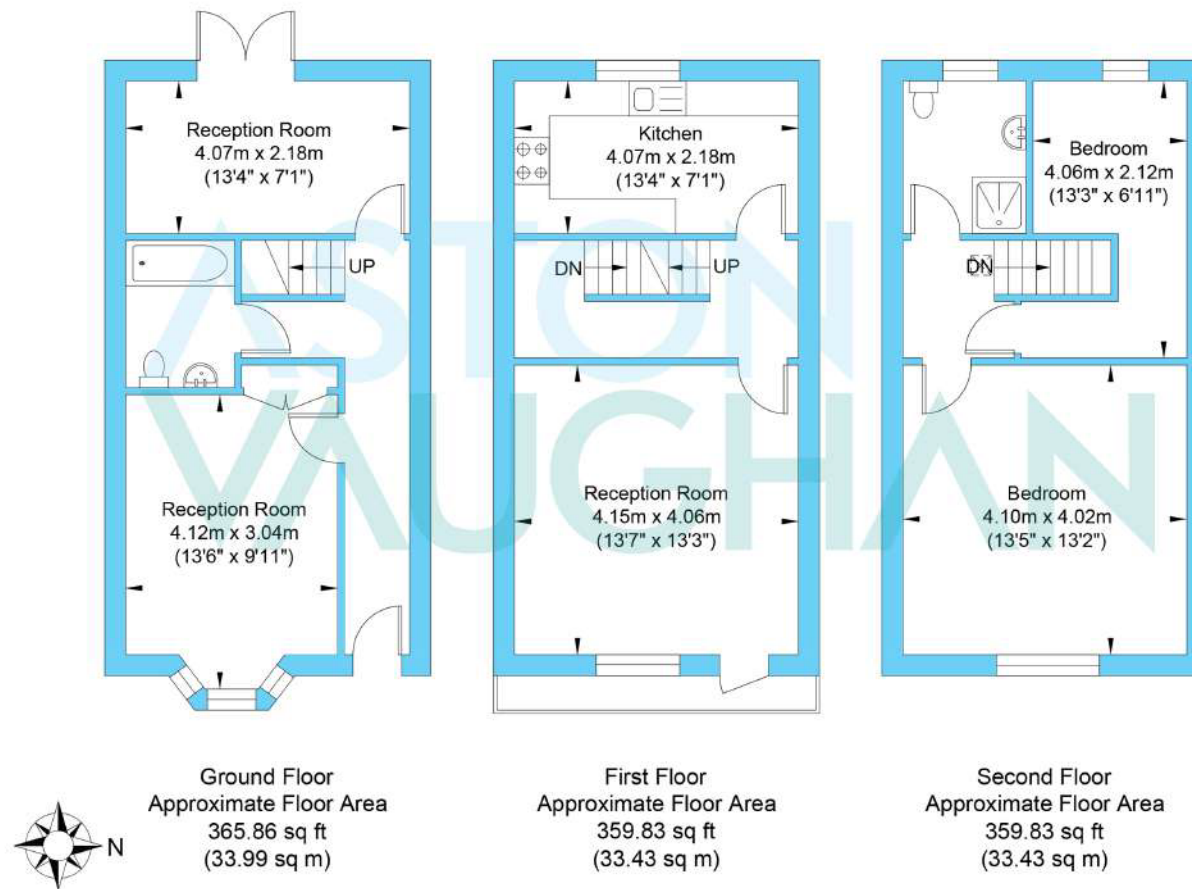 Reception Room
4.07m x 2.18m
(13'4" x 7'1")
UP
Reception Room
4.12m x 3.04m
(13'6" x 9'11")
Kitchen
4.07m x 2.18m
(13'4" x 7'1")
DN
UP
Reception Room
4.15m x 4.06m
(13'7" x 13'3")
Bedroom
4.06m x 2.12m
(13'3" x 6'11")
DN
Bedroom
4.10m x 4.02m
(13'5" x 13'2")
ASTON
VAUGHAN
Ground Floor
Approximate Floor Area
365.86 sq ft
(33.99 sq m)
First Floor
Approximate Floor Area
359.83 sq ft
(33.43 sq m)
Second Floor
Approximate Floor Area
359.83 sq ft
(33.43 sq m)
N